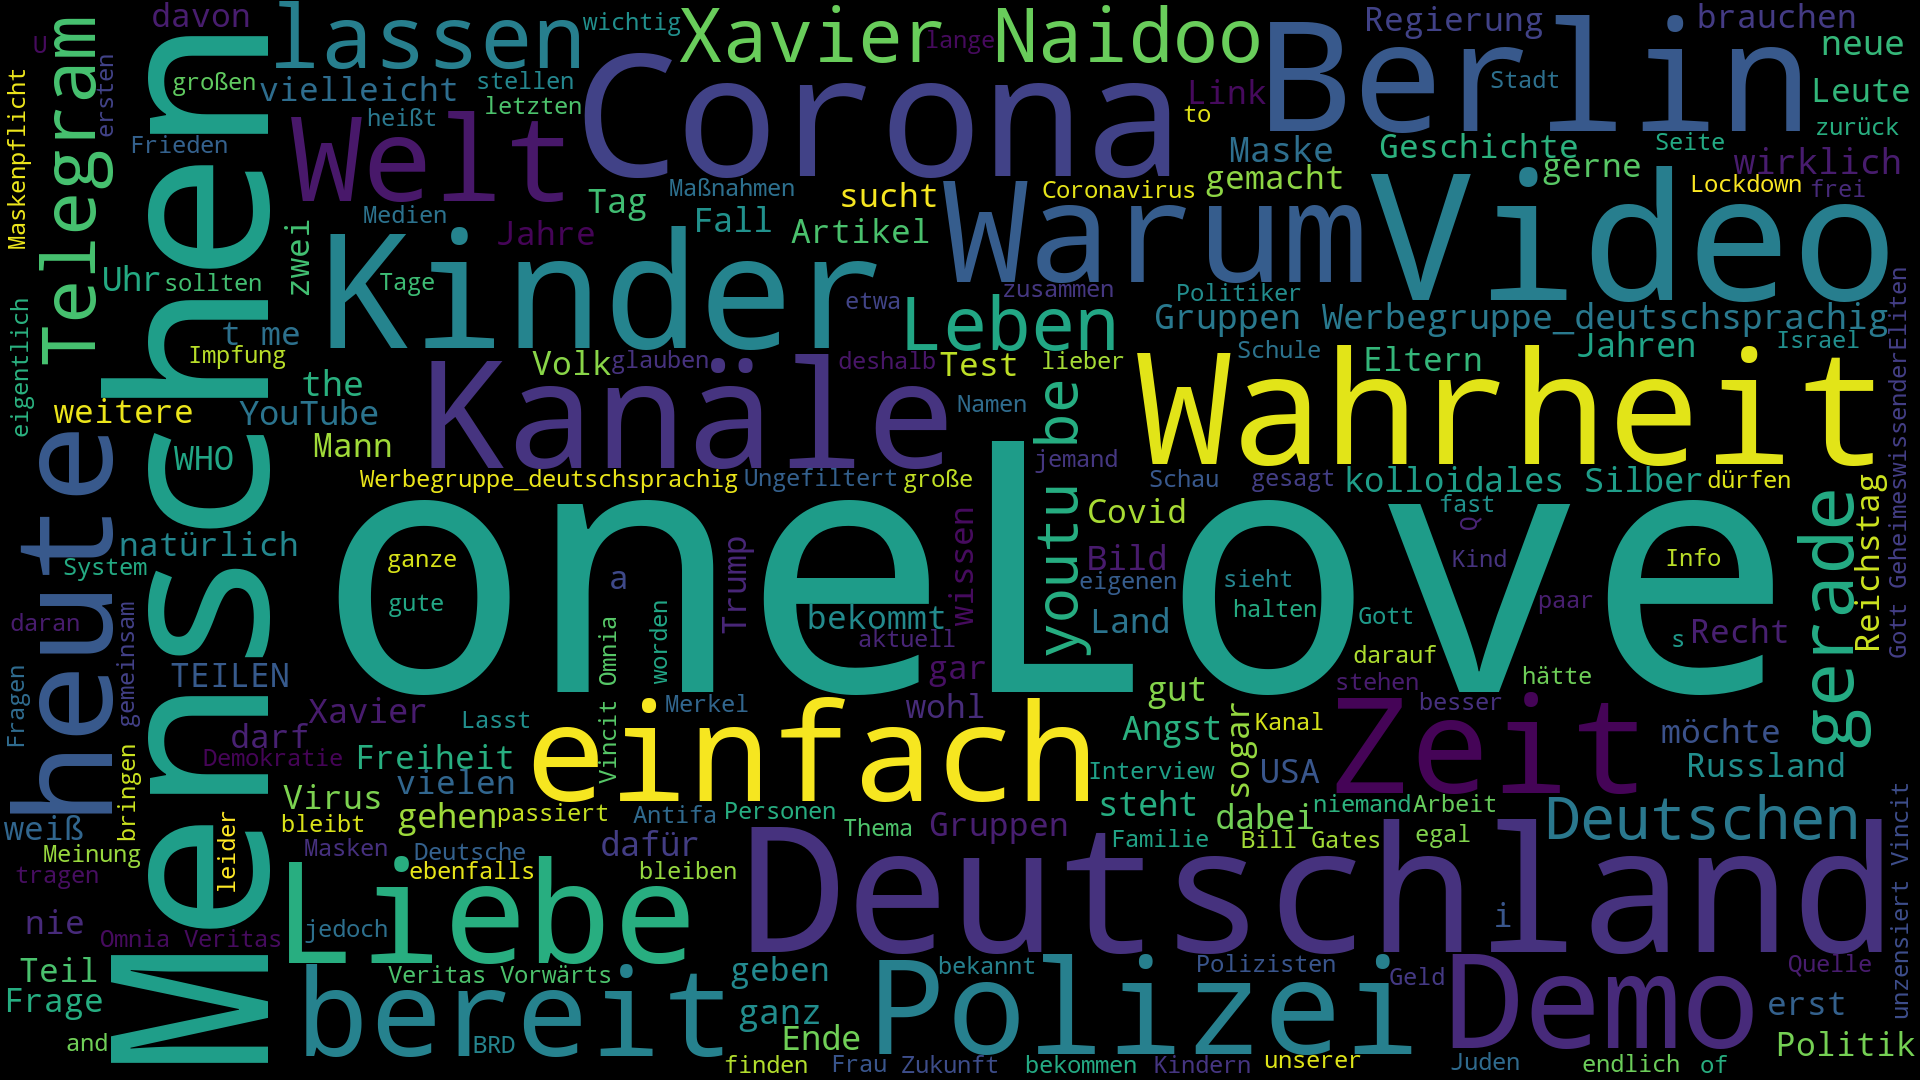 davon
lassen
wichtig
Xavier Naidoo
lange
Berlin
Regierung
brauchen
U
Telegram
Menschen
ersten
großen
vielleicht
stellen
letzten
heißt
Corona
Link
to
Stadt
neue
Leute
zurück
Maskenpflicht
Frieden
Welt
Maßnahmen
Tag
sucht
Coronavirus
Maske
gemacht
Geschichte
gerne
Seite
wirklich
Lockdown
frei
Medien
Jahre
Fall
Artikel
Warum
Video
zwei
Uhr
sollten
Kinder
Tage
etwa
zusammen
Politiker
Leben
Gruppen Werbegruppe_deutschsprachig
eigentlich
t me
Impfung
Volk
glauben
deshalb
Test
lieber
Schule
Eltern
Jahren
Israel
Gott GeheimeswissenderEliten
the
weitere
YouTube
Mann
WHO
Kanäle
Namen
youtu be
Wahrheit
heute
jemand
Werbegruppe_deutschsprachig
Ungefiltert
große
Schau
gesagt
kolloidales Silber
dürfen
oneLove
Covid
fast
Q
gerade
Reichstag
natürlich
System
ganze
gute
a
Trump
wissen
Bild
eigenen
Kind
Info
sieht
halten
paar
bekommt
aktuell
Land
Gott
s
Recht
daran
gemeinsam
Vincit Omnia
worden
gar
darauf
stehen
hätte
Fragen
TEILEN
Xavier
Lasst
Merkel
wohl
gut
besser
darf
Demokratie
Freiheit
einfach
Angst
sogar
Kanal
Zeit
möchte
bringen
vielen
Interview
USA
Russland
Virus
gehen
passiert
Antifa
Personen
steht
dabei
niemand
Arbeit
Deutschen
weiß
bleibt
Thema
Gruppen
Familie
Bill Gates
egal
Meinung
leider
Masken
Deutsche
dafür
tragen
ebenfalls
bleiben
Liebe
Deutschland
unzensiert Vincit
nie
Omnia Veritas
jedoch
i
Teil
Veritas Vorwärts
geben
bekannt
Polizisten
Geld
Quelle
Frage
bereit
ganz
Polizei
Demo
erst
and
BRD
Ende
Politik
finden
Frau
Zukunft
bekommen
Kindern
unserer
Juden
endlich
of